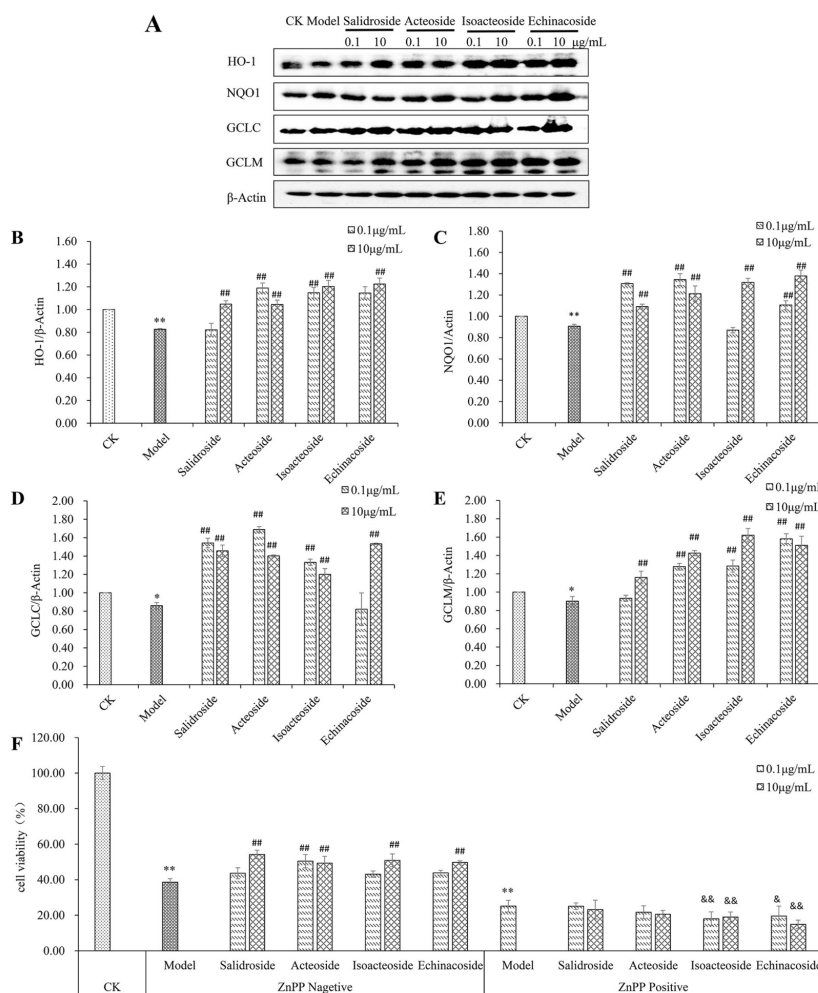 A
CK Model Salidroside Acteoside Isoacteoside Echinacoside
0.1 10 0.1 10 0.1 10 0.1 10 μg/mL
HO-1
NQO1
GCLC
GCLM
β-Actin
B
0.1μg/mL
10μg/mL
HO-1/β-Actin
1.60
1.40
1.20
1.00
0.80
0.60
0.40
0.20
0.00
**
##
##
##
##
##
##
CK
Model
Salidroside
Acteoside
Isoacteoside
Echinacoside
C
0.1μg/mL
10μg/mL
NQO1/Actin
1.80
1.60
1.40
1.20
1.00
0.80
0.60
0.40
0.20
0.00
**
##
##
##
##
##
##
##
CK
Model
Salidroside
Acteoside
Isoacteoside
Echinacoside
D
0.1μg/mL
10μg/mL
GCLC/β-Actin
2.00
1.80
1.60
1.40
1.20
1.00
0.80
0.60
0.40
0.20
0.00
*
##
##
##
##
##
##
##
CK
Model
Salidroside
Acteoside
Isoacteoside
Echinacoside
E
0.1μg/mL
10μg/mL
GCLM/β-Actin
2.00
1.80
1.60
1.40
1.20
1.00
0.80
0.60
0.40
0.20
0.00
*
##
##
##
##
##
##
##
CK
Model
Salidroside
Acteoside
Isoacteoside
Echinacoside
F
0.1μg/mL
10μg/mL
cell viability（%）
120.00
100.00
80.00
60.00
40.00
20.00
0.00
**
##
##
##
##
##
**
&&
&&
&
&&
Model Salidroside Acteoside Isoacteoside Echinacoside Model Salidroside Acteoside Isoacteoside Echinacoside
CK ZnPP Nagetive ZnPP Positive